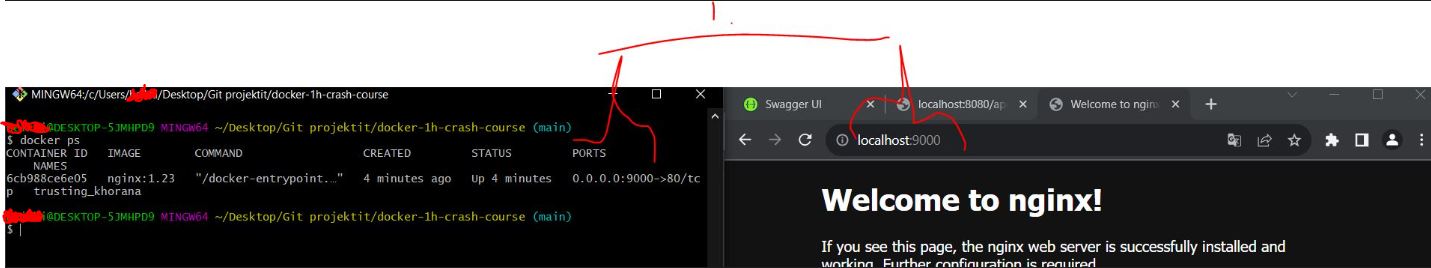 MINGW64:/c/Users/ /Desktop/Git projektit/docker-1h-crash-course
i@DESKTOP-5JMHPD9 MINGW64 ~/Desktop/Git projektit/docker-1h-crash-course (main)
$ docker ps
CONTAINER ID IMAGE COMMAND CREATED STATUS PORTS
NAMES
6cb988ce6e05 nginx:1.23 "/docker-entrypoint.…" 4 minutes ago Up 4 minutes 0.0.0.0:9000->80/tc
p trusting_khorana
i@DESKTOP-5JMHPD9 MINGW64 ~/Desktop/Git projektit/docker-1h-crash-course (main)
$
Swagger UI localhost:8080/ap Welcome to nginx
localhost:9000
Welcome to nginx!
If you see this page, the nginx web server is successfully installed and
working. Further configuration is required.
1.